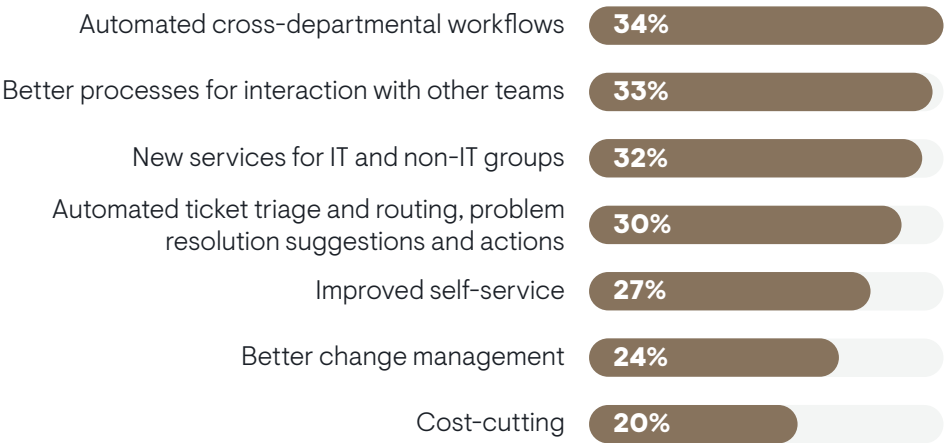 Automated cross-departmental workflows
34%
Better processes for interaction with other teams
33%
New services for IT and non-IT groups
32%
Automated ticket triage and routing, problem
resolution suggestions and actions
30%
Improved self-service
27%
Better change management
24%
Cost-cutting
20%